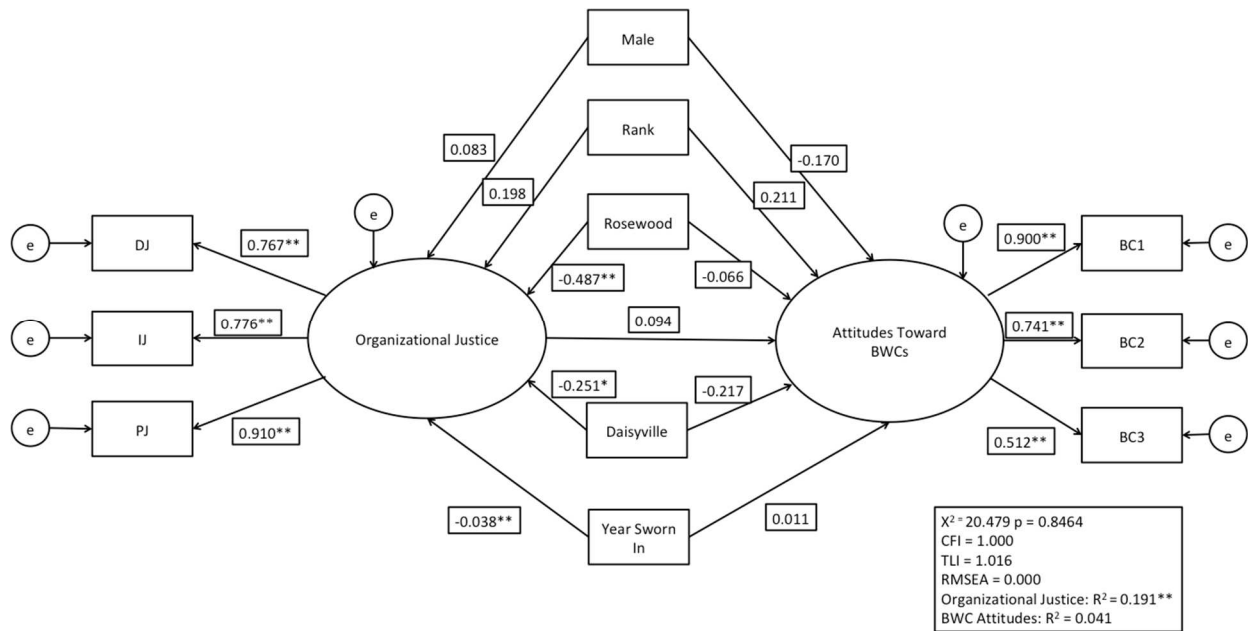 Male
Rank
0.083
-0.170
0.198
0.211
e
Rosewood
e
e
DJ
0.767**
0.900**
BC1
e
-0.487**
-0.066
e
IJ
0.776**
Organizational Justice
0.094
Attitudes Toward
BWCs
0.741**
BC2
e
-0.251*
-0.217
e
PJ
0.910**
Daisyville
0.512**
BC3
e
-0.038**
Year Sworn
In
0.011
X² = 20.479 p = 0.8464
CFI = 1.000
TLI = 1.016
RMSEA = 0.000
Organizational Justice: R² = 0.191**
BWC Attitudes: R² = 0.041